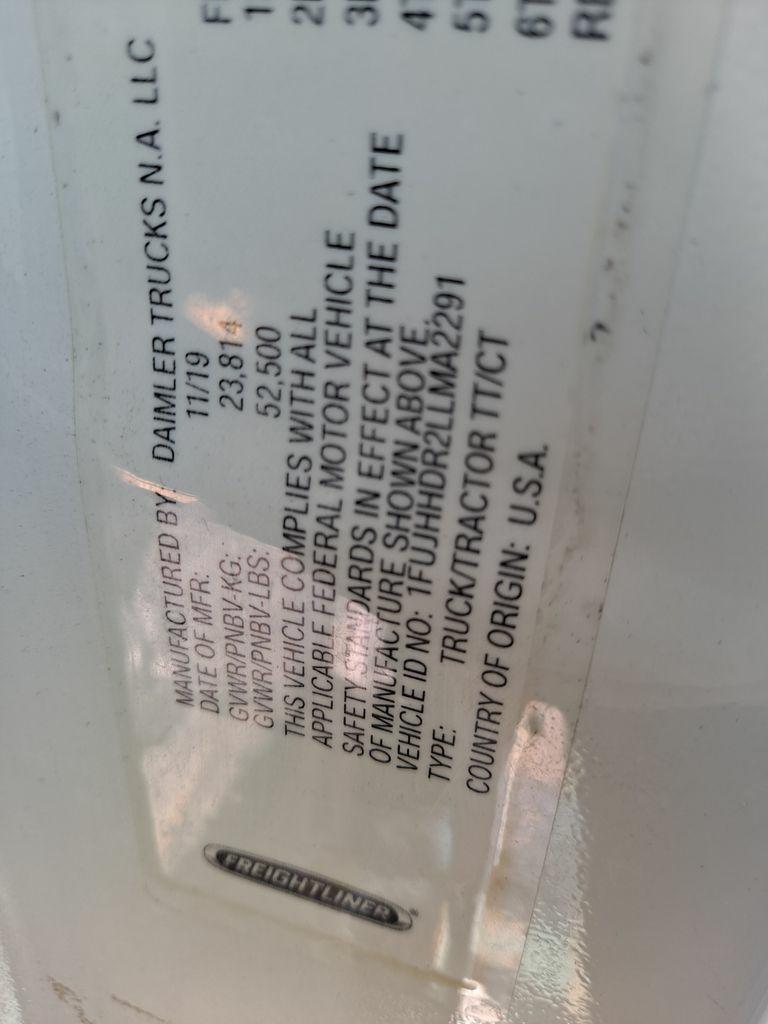 FREIGHTLINER
MANUFACTURED BY: DAIMLER TRUCKS N.A. LLC
DATE OF MFR: 11/19
GVWR/PNBV-KG: 23,814
GVWR/PNBV-LBS: 52,500
THIS VEHICLE COMPLIES WITH ALL
APPLICABLE FEDERAL MOTOR VEHICLE
SAFETY STANDARDS IN EFFECT AT THE DATE
OF MANUFACTURE SHOWN ABOVE.
VEHICLE ID NO: 1FUJHHDR2LLMA2291
TYPE: TRUCK/TRACTOR TT/CT
COUNTRY OF ORIGIN: U.S.A.